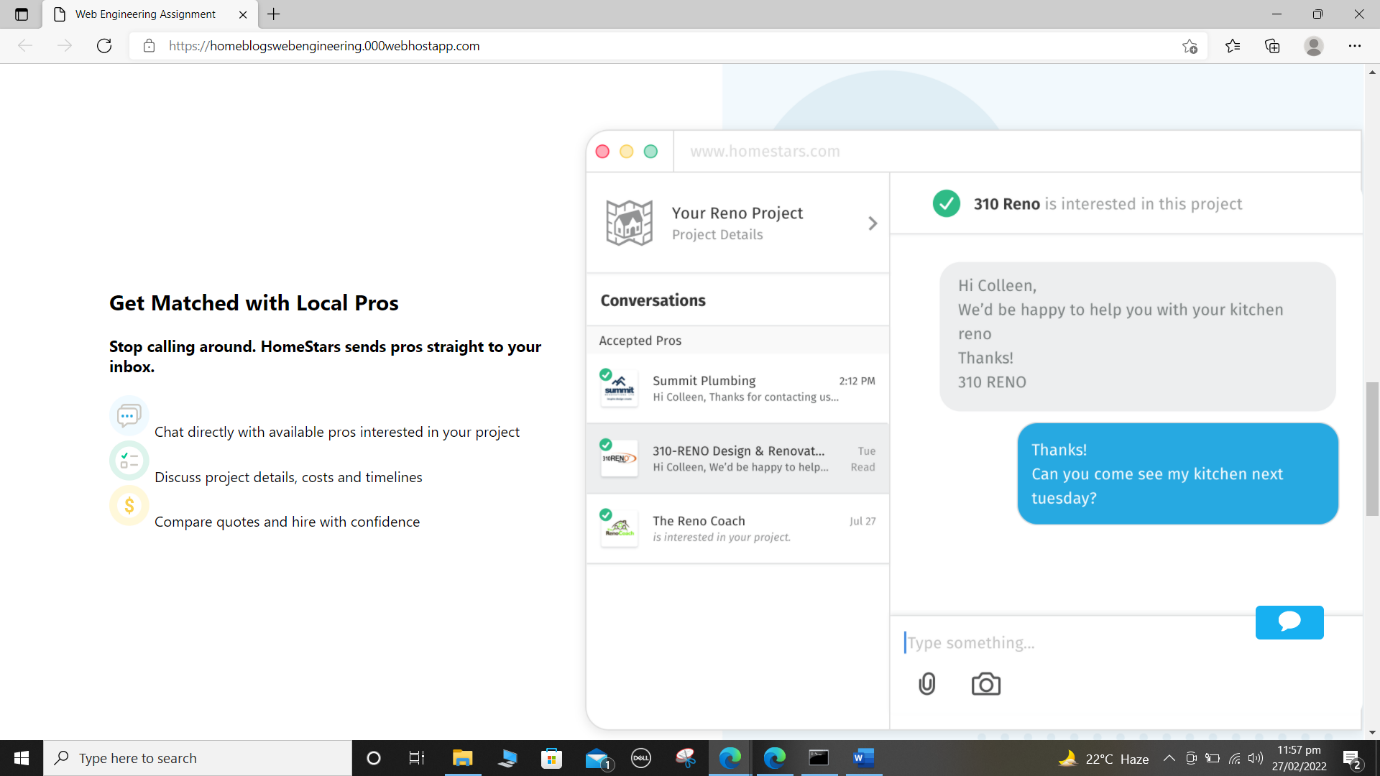 Web Engineering Assignment
https://homeblogswebengineering.000webhostapp.com
www.homestars.com
Your Reno Project
Project Details
310 Reno is interested in this project
Conversations
Accepted Pros
Summit Plumbing 2:12 PM
Hi Colleen, Thanks for contacting us...
310-RENO Design & Renovat... Tue
Hi Colleen, We'd be happy to help... Read
The Reno Coach Jul 27
is interested in your project.
summit
310RENO
RenoCoach
Hi Colleen,
We'd be happy to help you with your kitchen
reno
Thanks!
310 RENO
Thanks!
Can you come see my kitchen next
tuesday?
Type something...
Get Matched with Local Pros
Stop calling around. HomeStars sends pros straight to your
inbox.
Chat directly with available pros interested in your project
Discuss project details, costs and timelines
$
Compare quotes and hire with confidence
Type here to search
1
DELL
W
22°C Haze
11:57 pm
27/02/2022
2